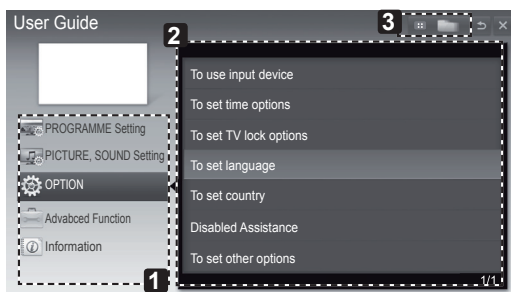 User Guide
3
2
To use input device
To set time options
To set TV lock options
To set language
To set country
Disabled Assistance
To set other options
1/1
PROGRAMME Setting
PICTURE, SOUND Setting
OPTION
Advabced Function
Information
1